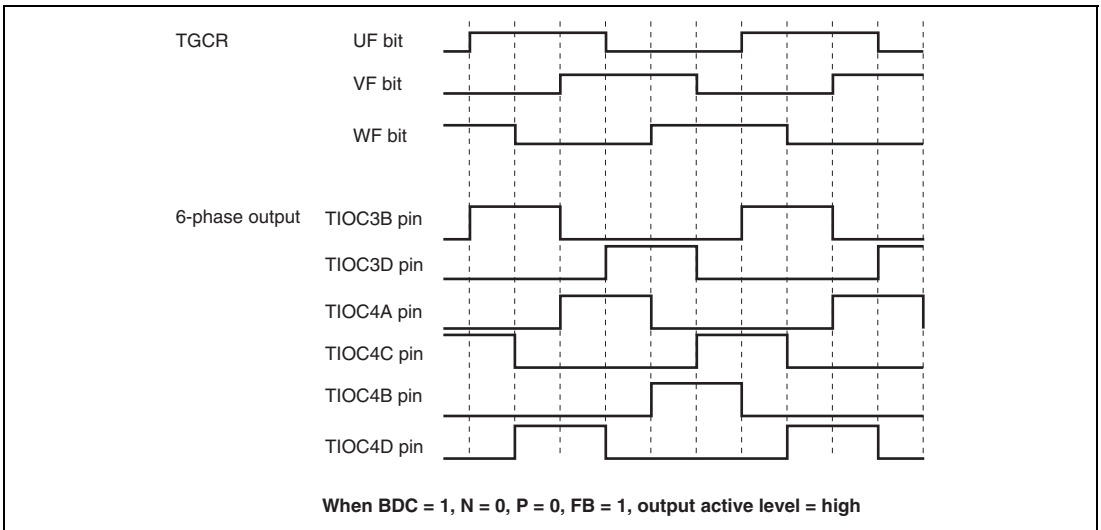 TGCR UF bit
VF bit
WF bit
6-phase output TIOC3B pin
TIOC3D pin
TIOC4A pin
TIOC4C pin
TIOC4B pin
TIOC4D pin
When BDC = 1, N = 0, P = 0, FB = 1, output active level = high